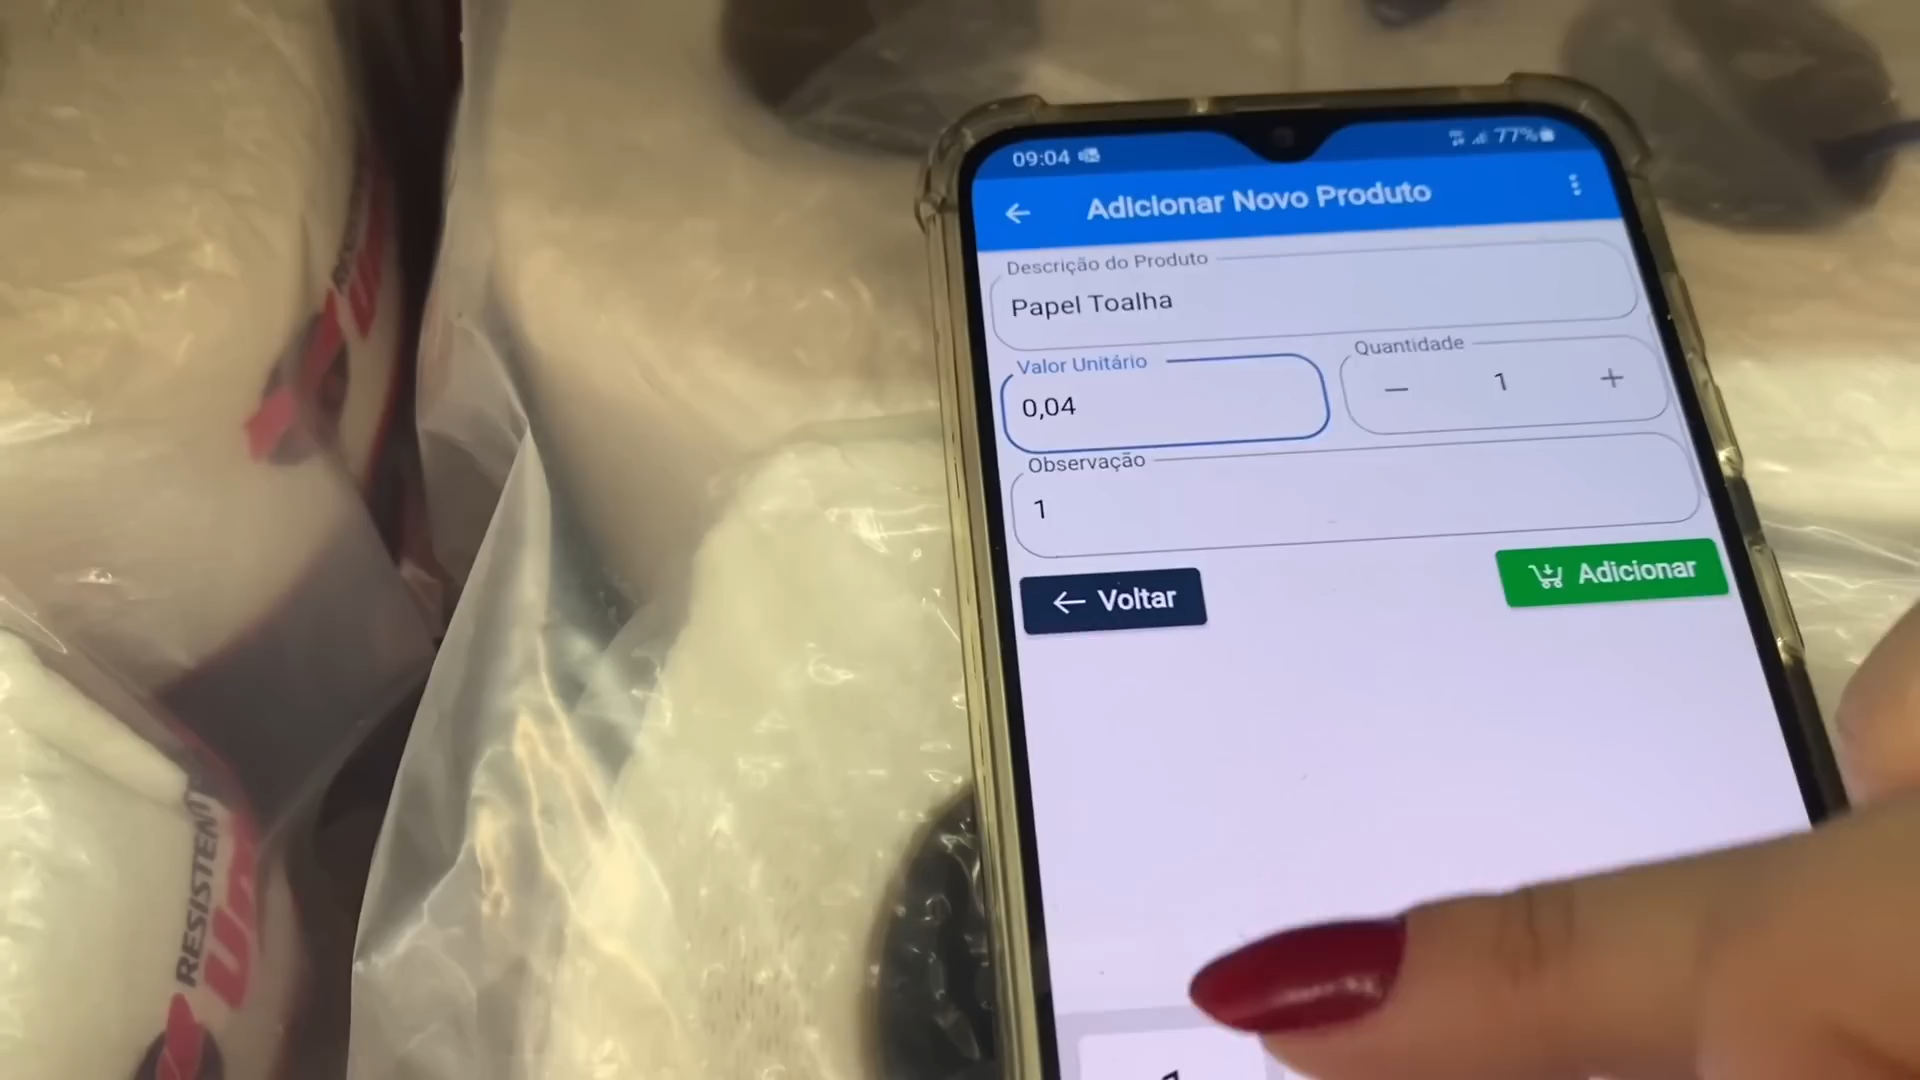 09:04
77%
Adicionar Novo Produto
Descrição do Produto
Papel Toalha
Valor Unitário
0,04
Quantidade
1
Observação
1
Voltar
Adicionar
RESISTENT